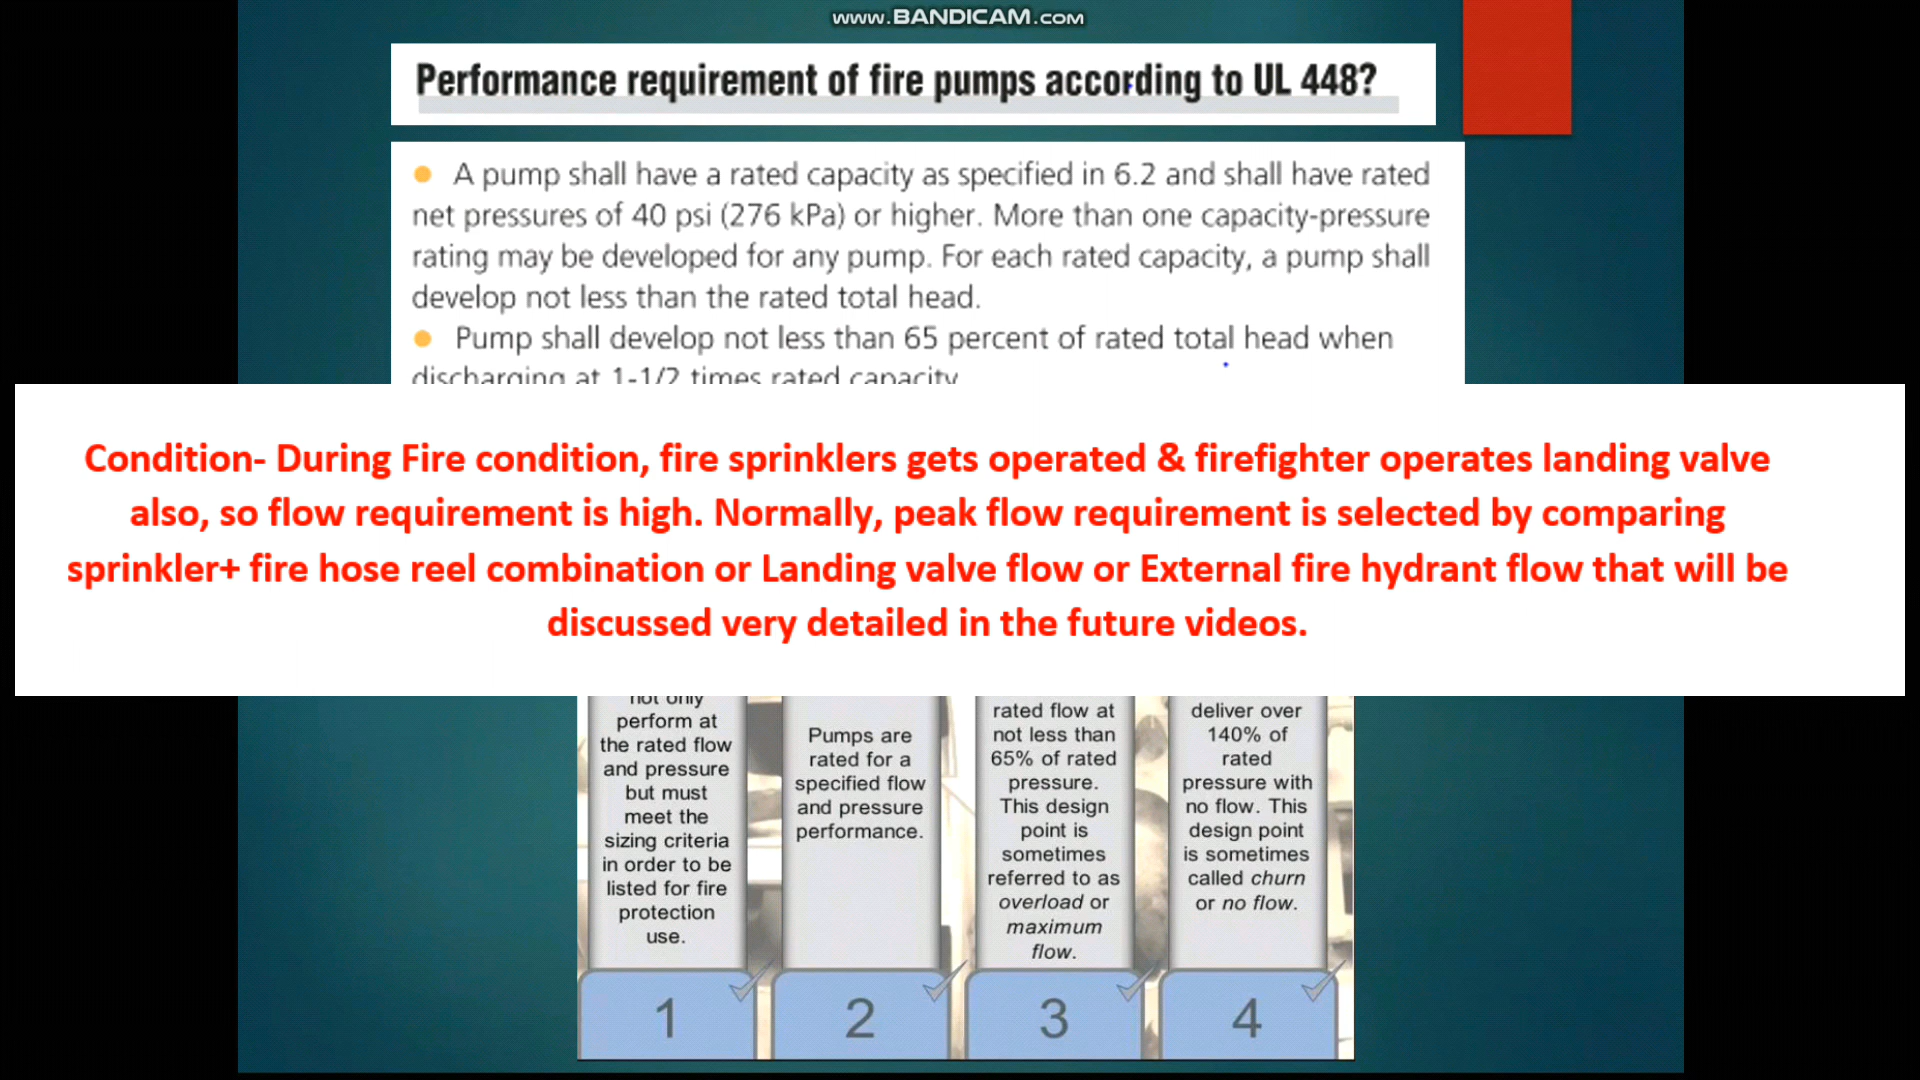 www.BANDICAM.com
Performance requirement of fire pumps according to UL 448?
A pump shall have a rated capacity as specified in 6.2 and shall have rated
net pressures of 40 psi (276 kPa) or higher. More than one capacity-pressure
rating may be developed for any pump. For each rated capacity, a pump shall
develop not less than the rated total head.
Pump shall develop not less than 65 percent of rated total head when
discharging at 1-1/2 times rated capacity
Condition- During Fire condition, fire sprinklers gets operated & firefighter operates landing valve
also, so flow requirement is high. Normally, peak flow requirement is selected by comparing
sprinkler+ fire hose reel combination or Landing valve flow or External fire hydrant flow that will be
discussed very detailed in the future videos.
not only
perform at
the rated flow
and pressure
but must
meet the
sizing criteria
in order to be
listed for fire
protection
use.
1
Pumps are
rated for a
specified flow
and pressure
performance.
2
rated flow at
not less than
65% of rated
pressure.
This design
point is
sometimes
referred to as
overload or
maximum
flow.
3
deliver over
140% of
rated
pressure with
no flow. This
design point
is sometimes
called churn
or no flow.
4